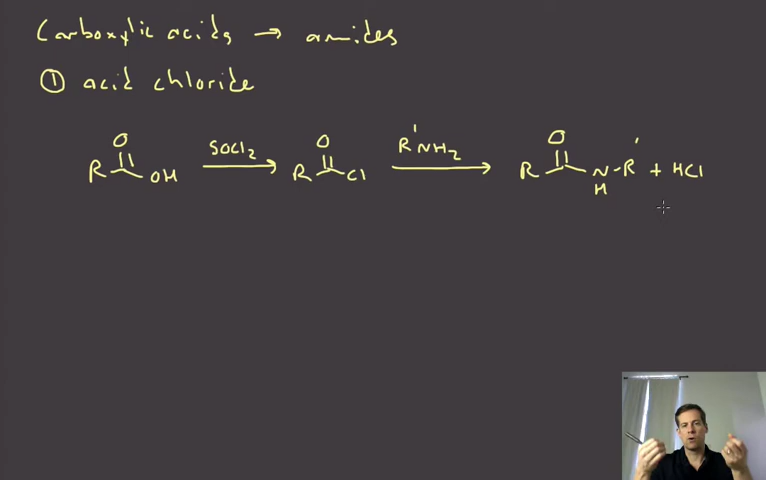 Carboxylic acids → amides
① acid chloride
R O OH SOCl2 → R O Cl R'NH2 → R O N H R' + HCl